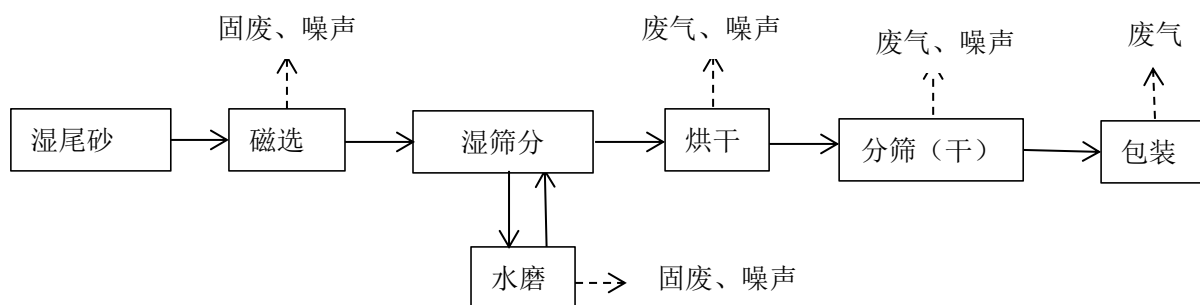 固废、噪声
废气、噪声
废气、噪声
废气
湿尾砂
磁选
湿筛分
烘干
分筛（干）
包装
水磨
固废、噪声